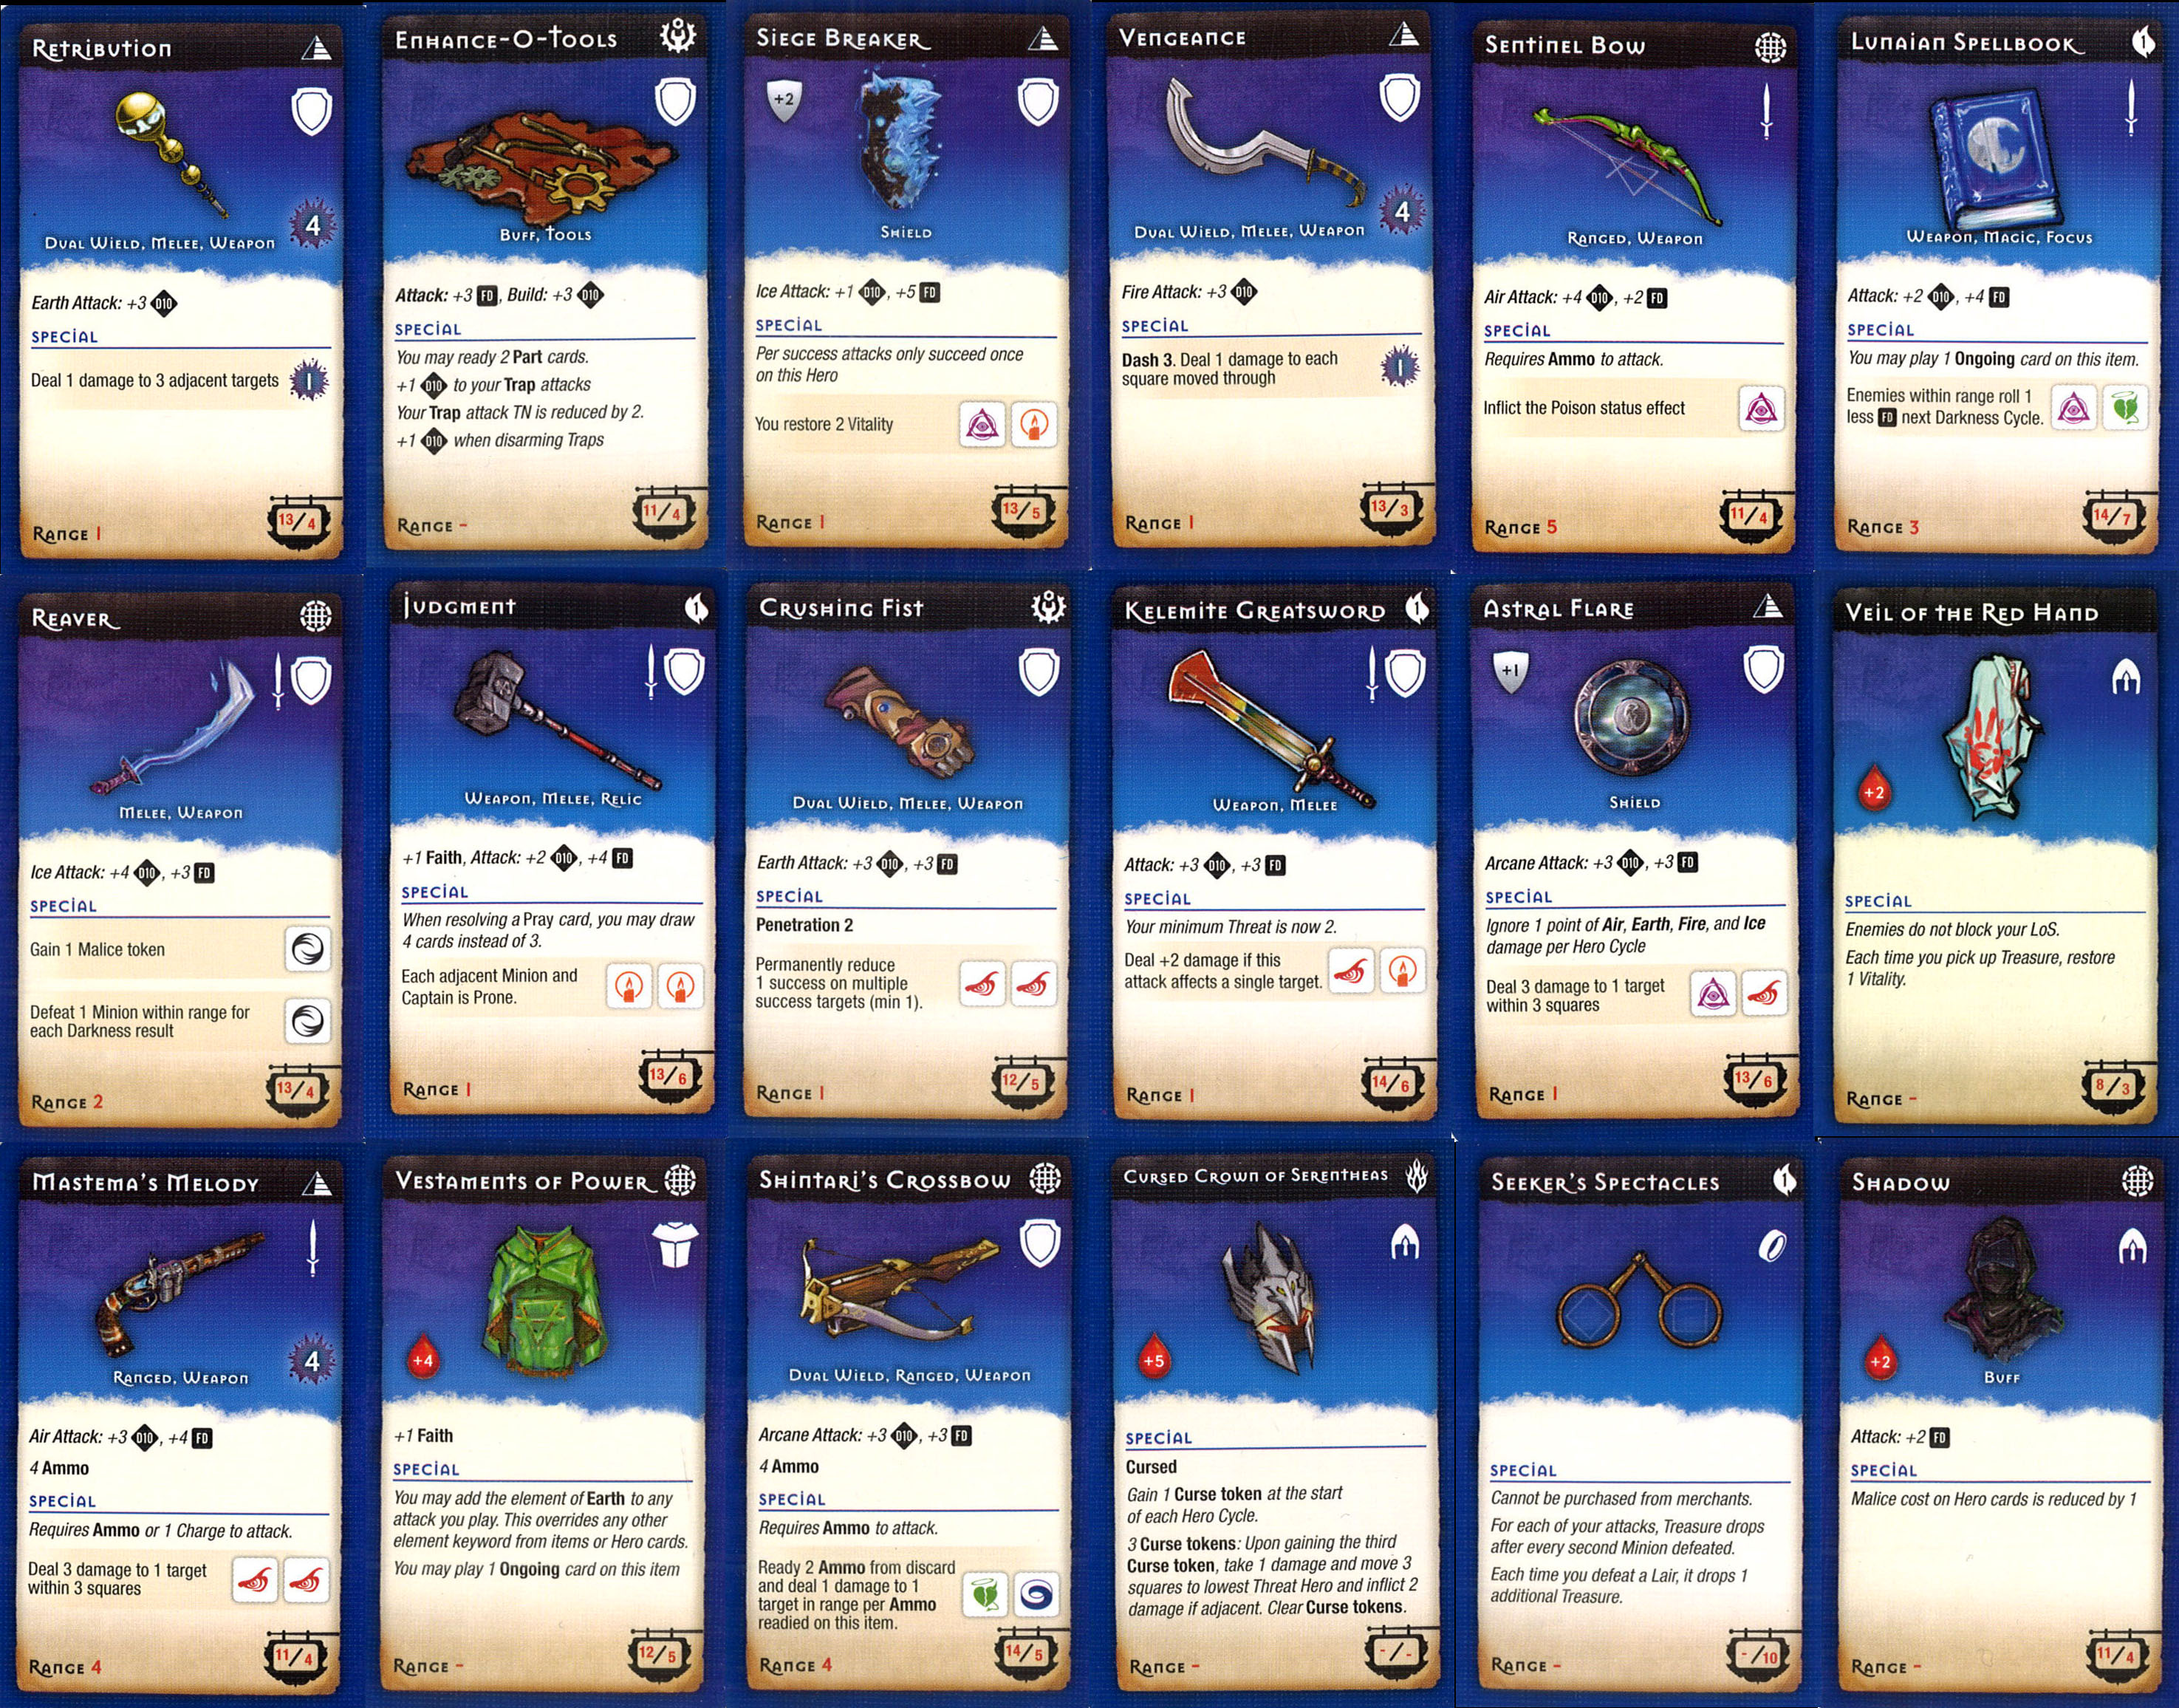 Retribution
4
Dual Wield, Melee, Weapon
Earth Attack: +3 D10
Special
Deal 1 damage to 3 adjacent targets 1
Range 1
13/4
Enhance-O-Tools
Buff, Tools
Attack: +3 FD, Build: +3 D10
Special
You may ready 2 Part cards.
+1 D10 to your Trap attacks
Your Trap attack TN is reduced by 2.
+1 D10 when disarming Traps
Range -
11/4
Siege Breaker
+2
Shield
Ice Attack: +1 D10, +5 FD
Special
Per success attacks only succeed once
on this Hero
You restore 2 Vitality
Range 1
13/5
Vengeance
4
Dual Wield, Melee, Weapon
Fire Attack: +3 D10
Special
Dash 3. Deal 1 damage to each
square moved through
1
Range 1
13/3
Sentinel Bow
Ranged, Weapon
Air Attack: +4 D10, +2 FD
Special
Requires Ammo to attack.
Inflict the Poison status effect
Range 5
11/4
Lunaian Spellbook
1
Weapon, Magic, Focus
Attack: +2 D10, +4 FD
Special
You may play 1 Ongoing card on this item.
Enemies within range roll 1
less FD next Darkness Cycle.
Range 3
14/7
Reaver
Melee, Weapon
Ice Attack: +4 D10, +3 FD
Special
Gain 1 Malice token
Defeat 1 Minion within range for
each Darkness result
Range 2
13/4
Judgment
1
Weapon, Melee, Relic
+1 Faith, Attack: +2 D10, +4 FD
Special
When resolving a Pray card, you may draw
4 cards instead of 3.
Each adjacent Minion and
Captain is Prone.
Range 1
13/6
Crushing Fist
Dual Wield, Melee, Weapon
Earth Attack: +3 D10, +3 FD
Special
Penetration 2
Permanently reduce
1 success on multiple
success targets (min 1).
Range 1
12/5
Kelemite Greatsword
1
Weapon, Melee
Attack: +3 D10, +3 FD
Special
Your minimum Threat is now 2.
Deal +2 damage if this
attack affects a single target.
Range 1
14/6
Astral Flare
+1
Shield
Arcane Attack: +3 D10, +3 FD
Special
Ignore 1 point of Air, Earth, Fire, and Ice
damage per Hero Cycle
Deal 3 damage to 1 target
within 3 squares
Range 1
13/6
Veil of the Red Hand
+2
Special
Enemies do not block your LoS.
Each time you pick up Treasure, restore
1 Vitality.
Range -
8/3
Mastema's Melody
4
Ranged, Weapon
Air Attack: +3 D10, +4 FD
4 Ammo
Special
Requires Ammo or 1 Charge to attack.
Deal 3 damage to 1 target
within 3 squares
Range 4
11/4
Vestaments of Power
+4
+1 Faith
Special
You may add the element of Earth to any
attack you play. This overrides any other
element keyword from items or Hero cards.
You may play 1 Ongoing card on this item
Range -
12/5
Shintari's Crossbow
Dual Wield, Ranged, Weapon
Arcane Attack: +3 D10, +3 FD
4 Ammo
Special
Requires Ammo to attack.
Ready 2 Ammo from discard
and deal 1 damage to 1
target in range per Ammo
readied on this item.
Range 4
14/5
Cursed Crown of Serentheas
+5
Special
Cursed
Gain 1 Curse token at the start
of each Hero Cycle.
3 Curse tokens: Upon gaining the third
Curse token, take 1 damage and move 3
squares to lowest Threat Hero and inflict 2
damage if adjacent. Clear Curse tokens.
Range -
-/-
Seeker's Spectacles
1
Special
Cannot be purchased from merchants.
For each of your attacks, Treasure drops
after every second Minion defeated.
Each time you defeat a Lair, it drops 1
additional Treasure.
Range -
-/10
Shadow
+2
Buff
Attack: +2 FD
Special
Malice cost on Hero cards is reduced by 1
Range -
11/4